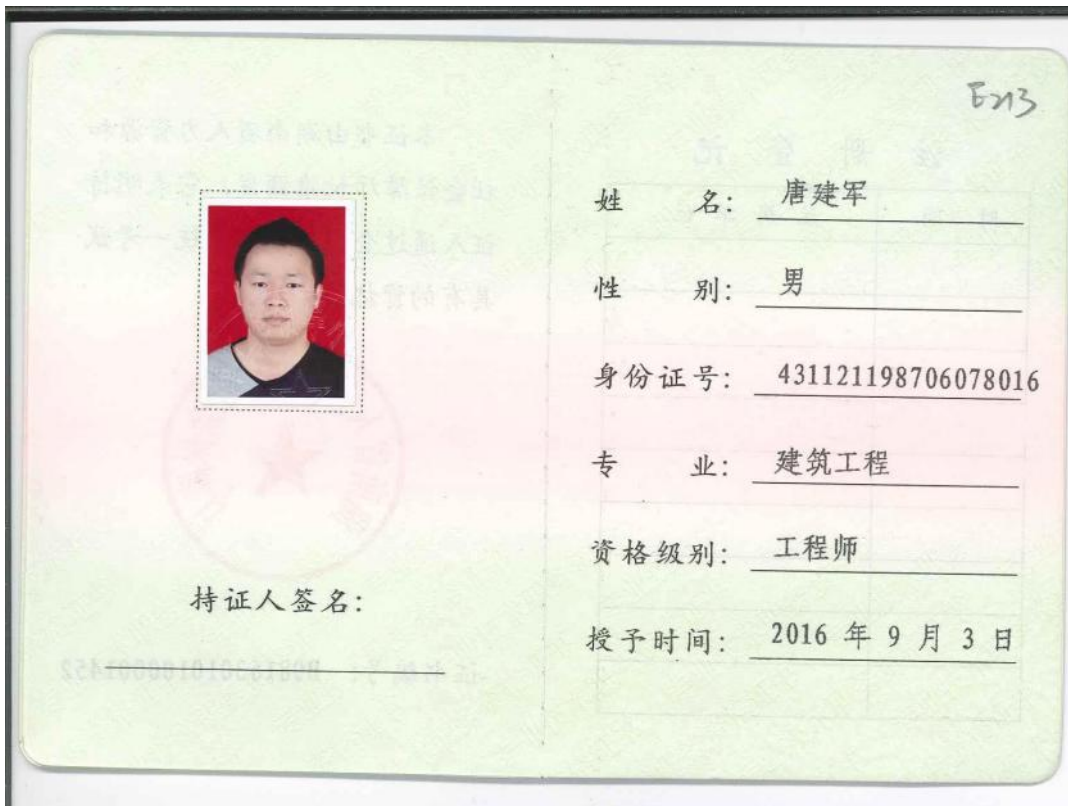 E213
姓 名: 唐建军
性 别: 男
身份证号: 431121198706078016
专 业: 建筑工程
资格级别: 工程师
授予时间: 2016 年 9 月 3 日
持证人签名: